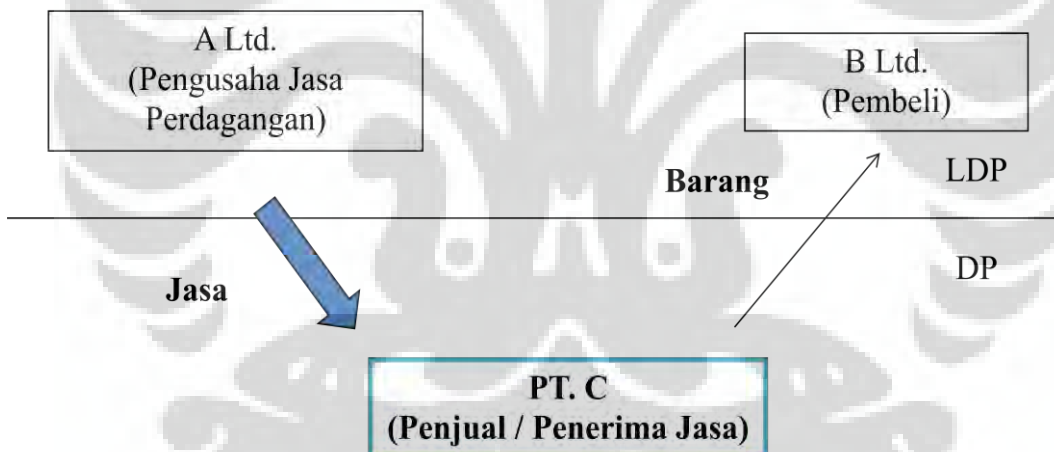 A Ltd.
(Pengusaha Jasa
Perdagangan)
B Ltd.
(Pembeli)
Barang
LDP
DP
Jasa
PT. C
(Penjual / Penerima Jasa)